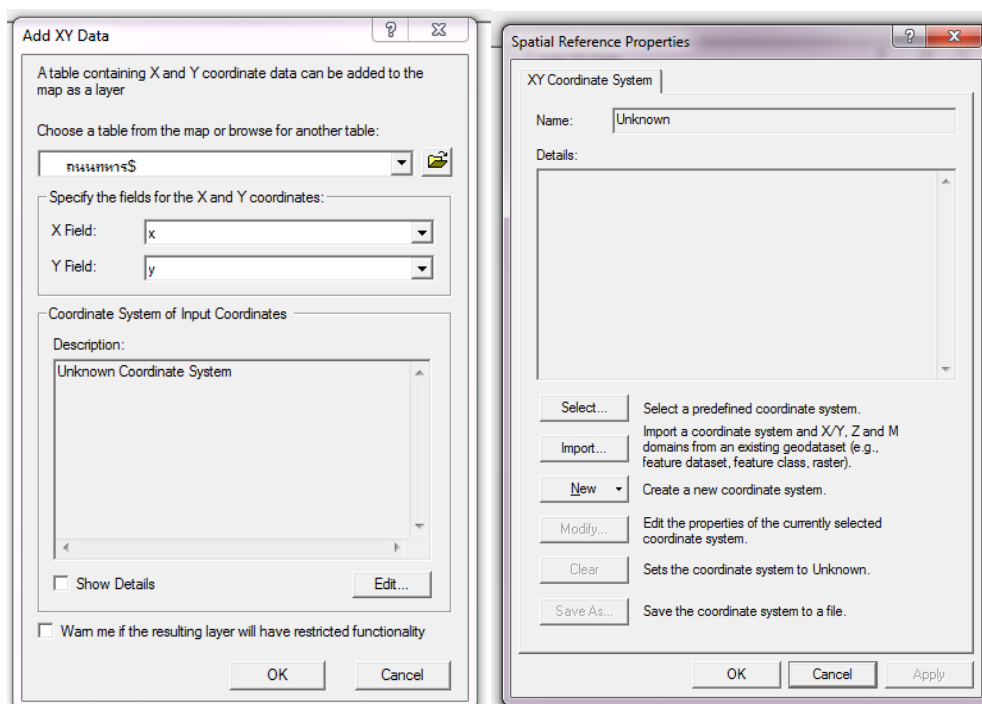 Add XY Data
A table containing X and Y coordinate data can be added to the
map as a layer
Choose a table from the map or browse for another table:
ถนนทหาร$
Specify the fields for the X and Y coordinates:
X Field:
x
Y Field:
y
Coordinate System of Input Coordinates
Description:
Unknown Coordinate System
Show Details
Edit...
Warn me if the resulting layer will have restricted functionality
OK
Cancel
Spatial Reference Properties
XY Coordinate System
Name:
Unknown
Details:
Select...
Select a predefined coordinate system.
Import...
Import a coordinate system and X/Y, Z and M
domains from an existing geodataset (e.g.,
feature dataset, feature class, raster).
New
Create a new coordinate system.
Modify...
Edit the properties of the currently selected
coordinate system.
Clear
Sets the coordinate system to Unknown.
Save As...
Save the coordinate system to a file.
OK
Cancel
Apply